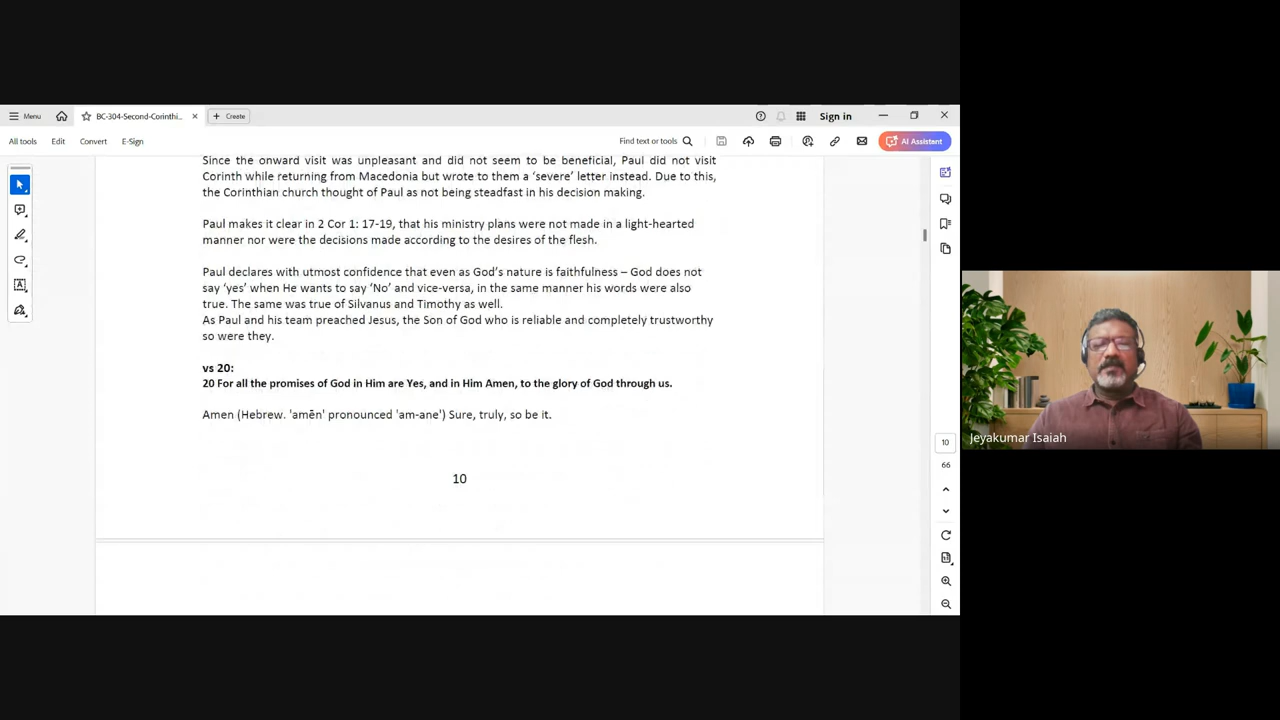 Menu
BC-304-Second-Corinthi...
Create
Sign in
All tools
Edit
Convert
E-Sign
Find text or tools
AI Assistant
Since the onward visit was unpleasant and did not seem to be beneficial, Paul did not visit
Corinth while returning from Macedonia but wrote to them a ‘severe’ letter instead. Due to this,
the Corinthian church thought of Paul as not being steadfast in his decision making.
Paul makes it clear in 2 Cor 1: 17-19, that his ministry plans were not made in a light-hearted
manner nor were the decisions made according to the desires of the flesh.
Paul declares with utmost confidence that even as God’s nature is faithfulness – God does not
say ‘yes’ when He wants to say ‘No’ and vice-versa, in the same manner his words were also
true. The same was true of Silvanus and Timothy as well.
As Paul and his team preached Jesus, the Son of God who is reliable and completely trustworthy
so were they.
vs 20:
20 For all the promises of God in Him are Yes, and in Him Amen, to the glory of God through us.
Amen (Hebrew. 'amēn' pronounced 'am-ane') Sure, truly, so be it.
10
10
66
Jeyakumar Isaiah